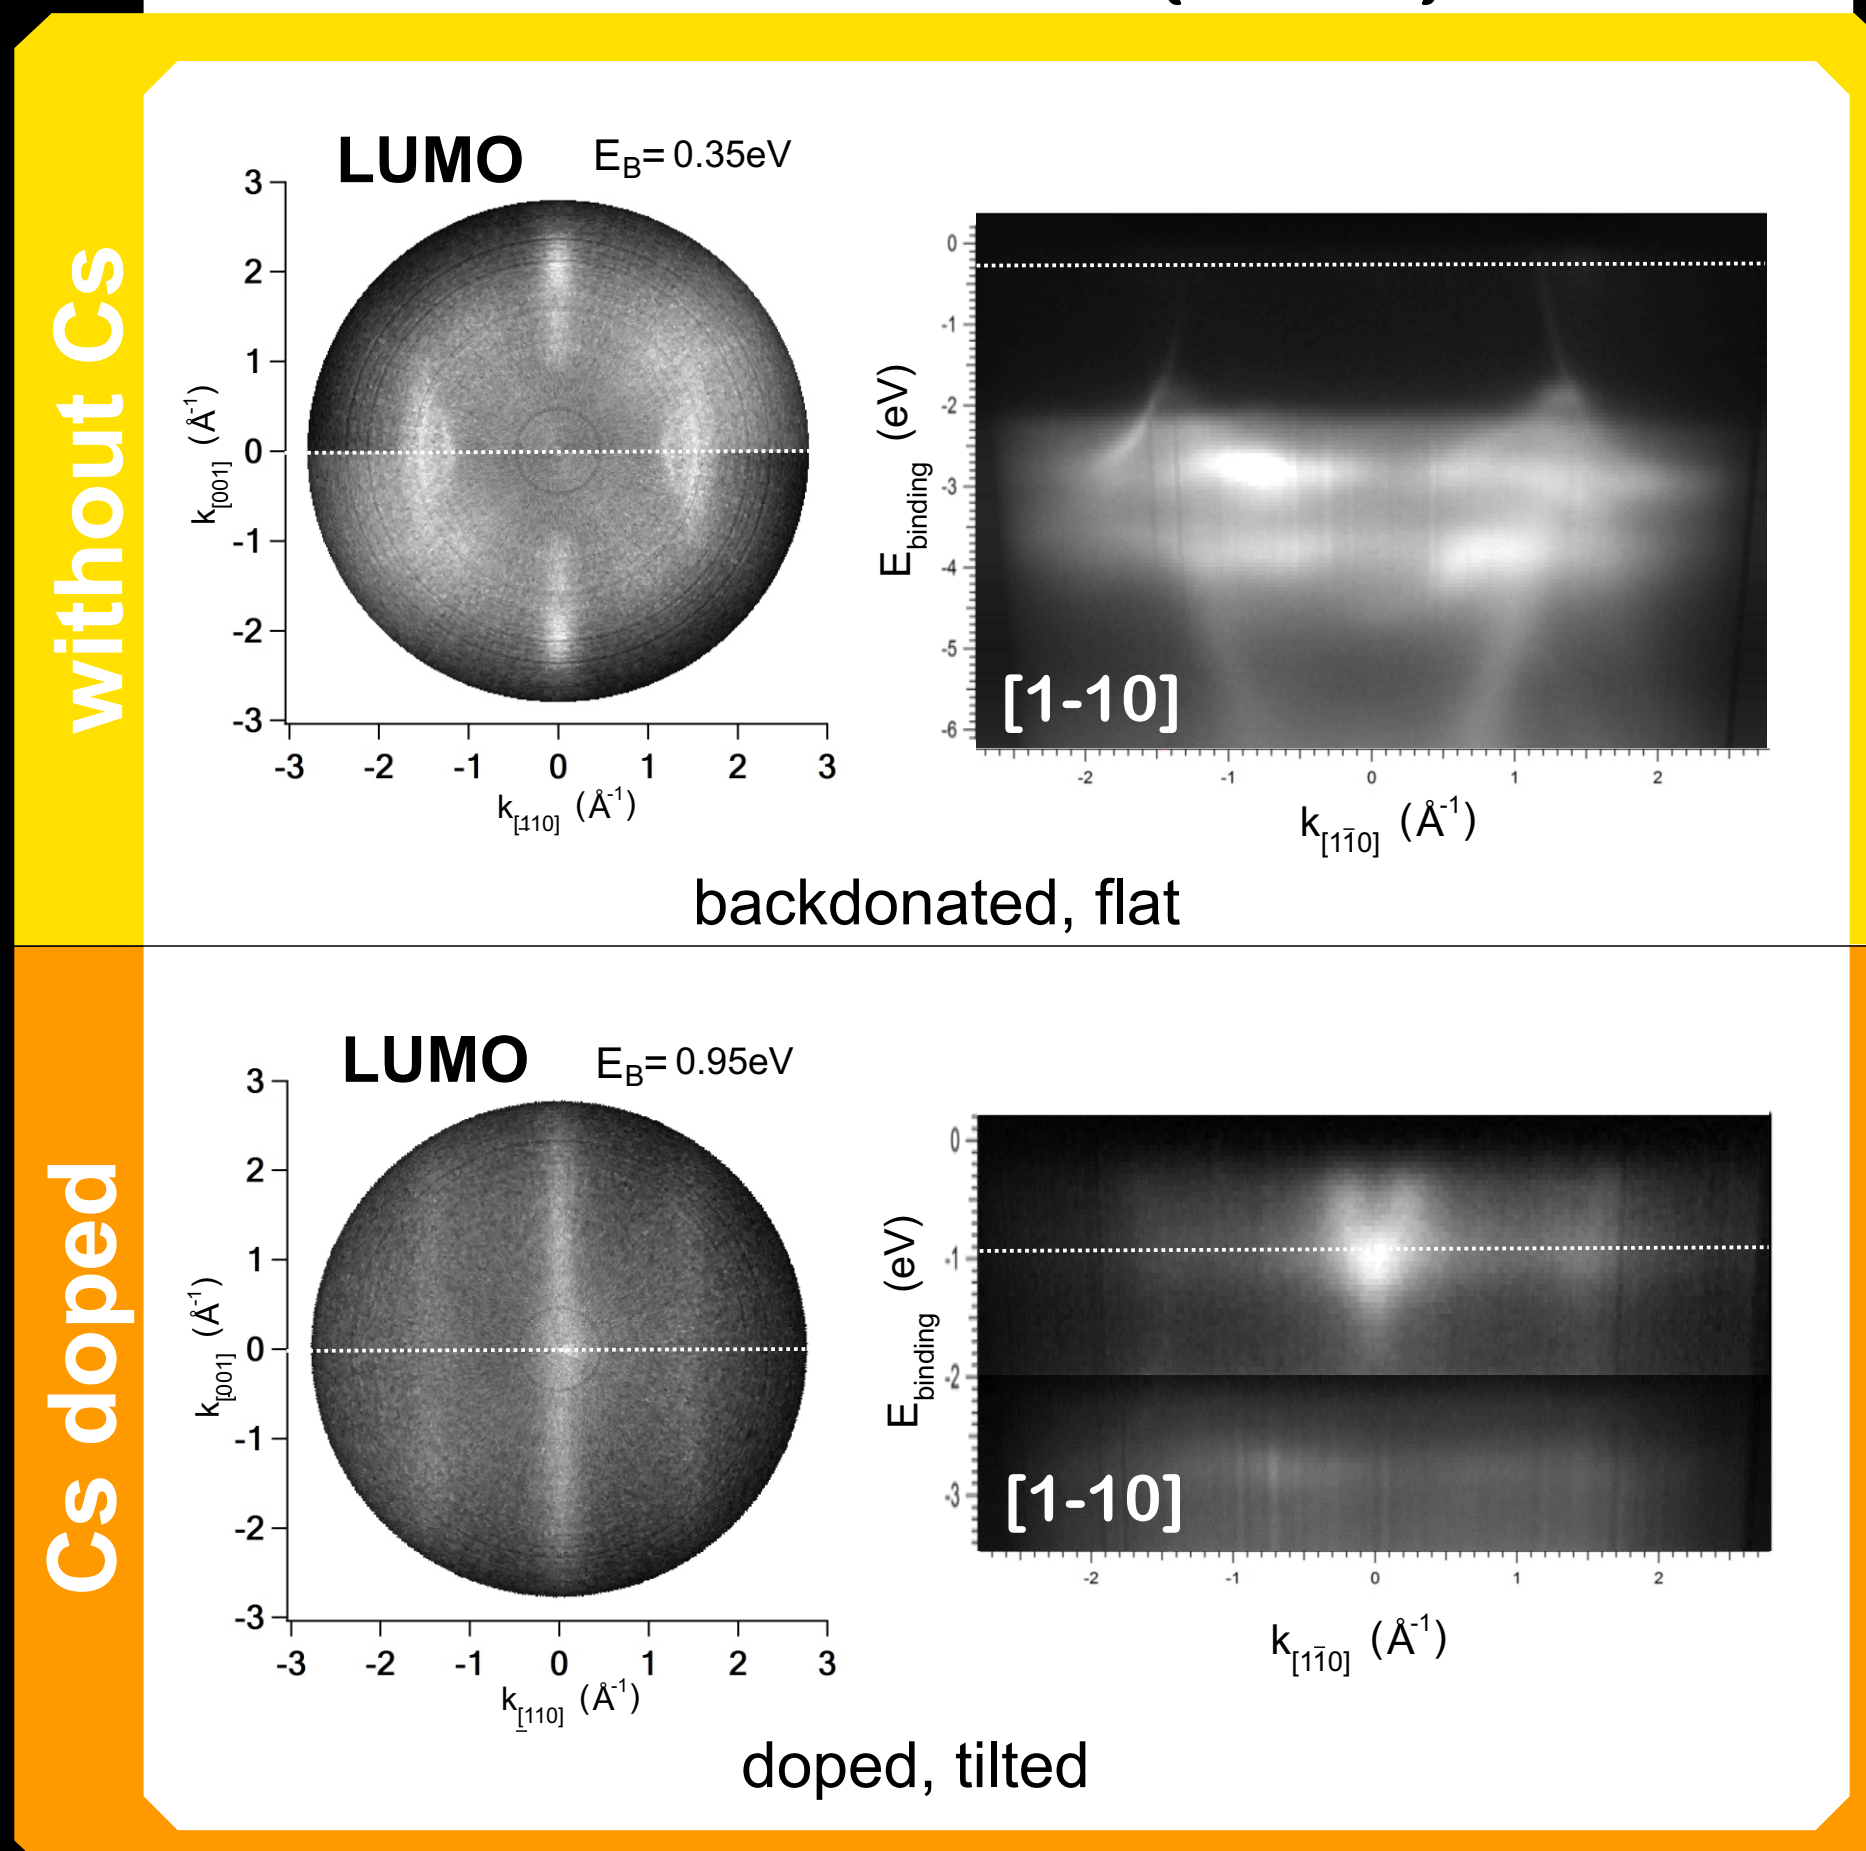 without Cs
LUMO
E_B= 0.35eV
3
2
1
0
-1
-2
-3
k_[001] (Å^-1)
-3 -2 -1 0 1 2 3
k_[110] (Å^-1)
0
-1
-2
-3
-4
-5
-6
E_binding (eV)
[1-10]
-2 -1 0 1 2
k_[11̄0] (Å^-1)
backdonated, flat
Cs doped
LUMO
E_B= 0.95eV
3
2
1
0
-1
-2
-3
k_[001] (Å^-1)
-3 -2 -1 0 1 2 3
k_[110] (Å^-1)
0
-1
-2
-3
E_binding (eV)
[1-10]
-2 -1 0 1 2
k_[11̄0] (Å^-1)
doped, tilted